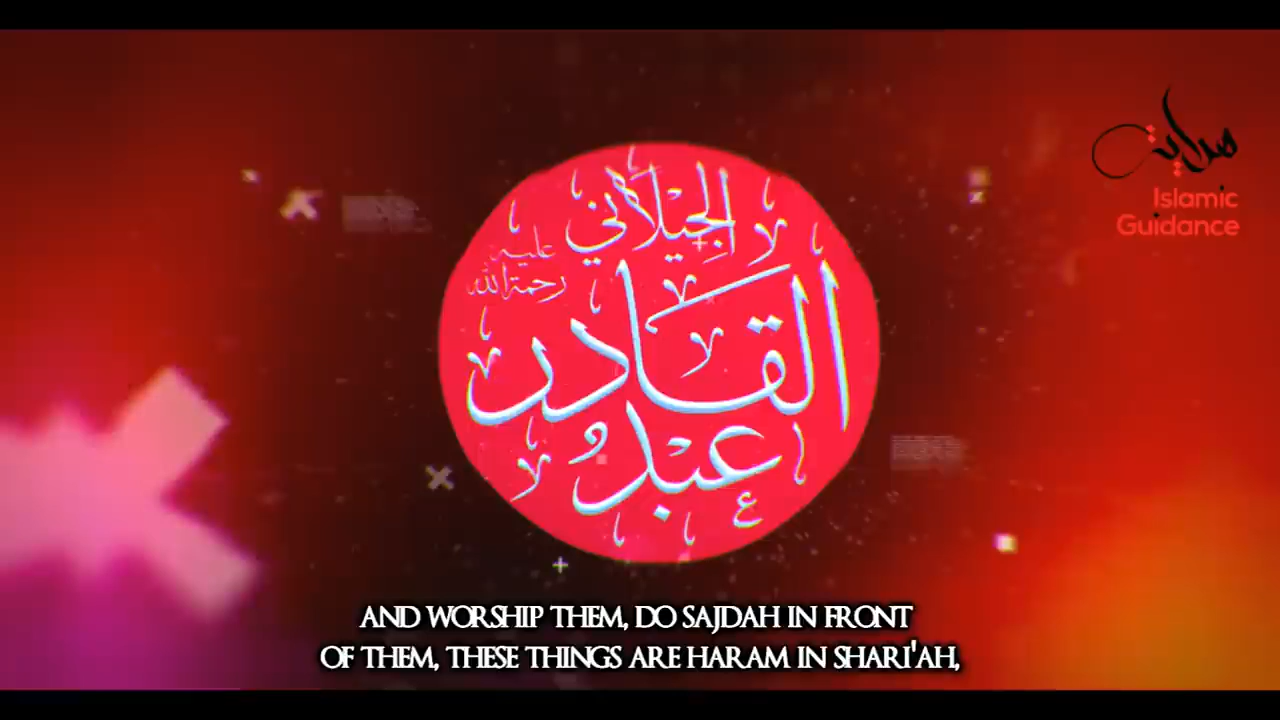 الجيلاني
رحمة الله
عليه
القادر
عبد
هداية
Islamic
Guidance
AND WORSHIP THEM, DO SAJDAH IN FRONT
OF THEM, THESE THINGS ARE HARAM IN SHARI'AH,